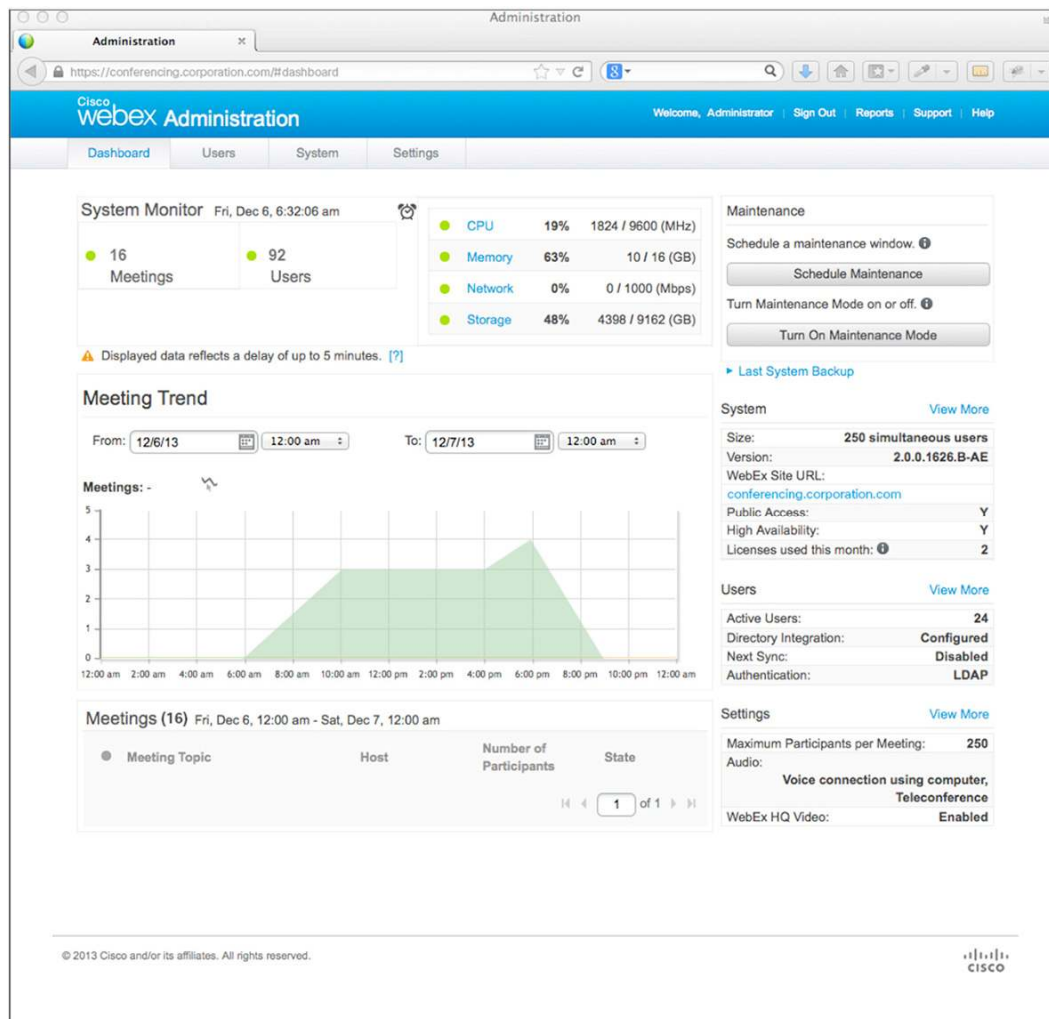 Administration
Administration
https://conferencing.corporation.com/#dashboard
Cisco
webex Administration
Welcome, Administrator | Sign Out | Reports | Support | Help
Dashboard Users System Settings
System Monitor Fri, Dec 6, 6:32:06 am
16
Meetings
92
Users
CPU 19% 1824 / 9600 (MHz)
Memory 63% 10 / 16 (GB)
Network 0% 0 / 1000 (Mbps)
Storage 48% 4398 / 9162 (GB)
Displayed data reflects a delay of up to 5 minutes. [?]
Maintenance
Schedule a maintenance window.
Schedule Maintenance
Turn Maintenance Mode on or off.
Turn On Maintenance Mode
Last System Backup
Meeting Trend
From: 12/6/13 12:00 am To: 12/7/13 12:00 am
Meetings: -
5
4
3
2
1
0
12:00 am 2:00 am 4:00 am 6:00 am 8:00 am 10:00 am 12:00 pm 2:00 pm 4:00 pm 6:00 pm 8:00 pm 10:00 pm 12:00 am
System View More
Size: 250 simultaneous users
Version: 2.0.0.1626.B-AE
WebEx Site URL:
conferencing.corporation.com
Public Access: Y
High Availability: Y
Licenses used this month: 2
Users View More
Active Users: 24
Directory Integration: Configured
Next Sync: Disabled
Authentication: LDAP
Meetings (16) Fri, Dec 6, 12:00 am - Sat, Dec 7, 12:00 am
Meeting Topic Host Number of Participants State
1 of 1
Settings View More
Maximum Participants per Meeting: 250
Audio:
Voice connection using computer,
Teleconference
WebEx HQ Video: Enabled
© 2013 Cisco and/or its affiliates. All rights reserved.
CISCO